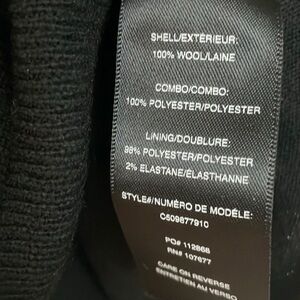 SHELL/EXTÉRIEUR:
100% WOOL/LAINE
COMBO/COMBO:
100% POLYESTER/POLYESTER
LINING/DOUBLURE:
98% POLYESTER/POLYESTER
2% ELASTANE/ÉLASTHANNE
STYLE#/NUMÉRO DE MODÈLE:
C509877910
PO# 112868
RN# 107677
CARE ON REVERSE
ENTRETIEN AU VERSO